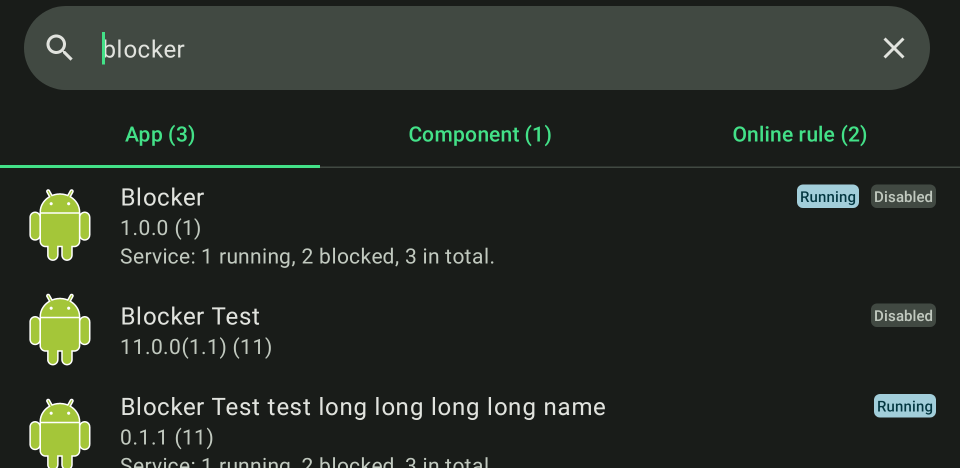 blocker
App (3)
Component (1)
Online rule (2)
Blocker
Running
Disabled
1.0.0 (1)
Service: 1 running, 2 blocked, 3 in total.
Blocker Test
Disabled
11.0.0(1.1) (11)
Blocker Test test long long long long name
Running
0.1.1 (11)
Service: 1 running, 2 blocked, 3 in total.